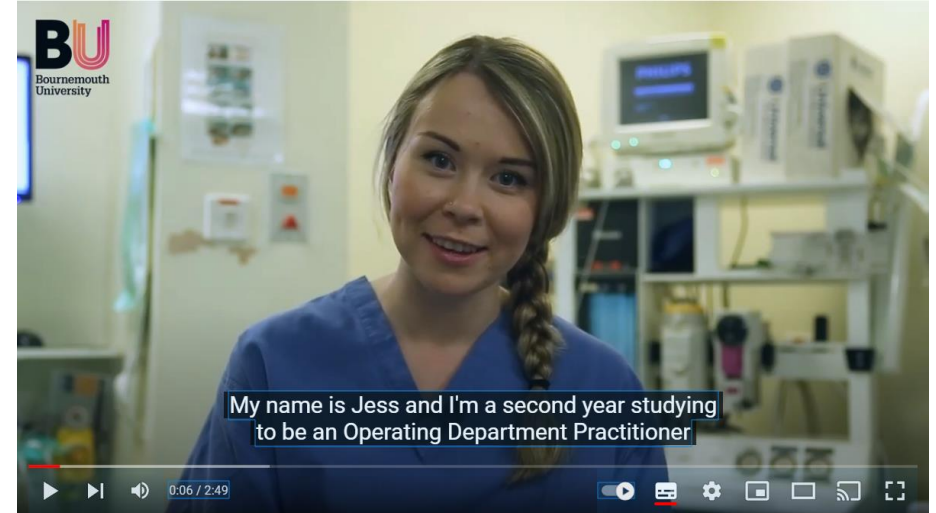 BU
Bournemouth
University
PHILIPS
My name is Jess and I'm a second year studying
to be an Operating Department Practitioner
0:06 / 2:49